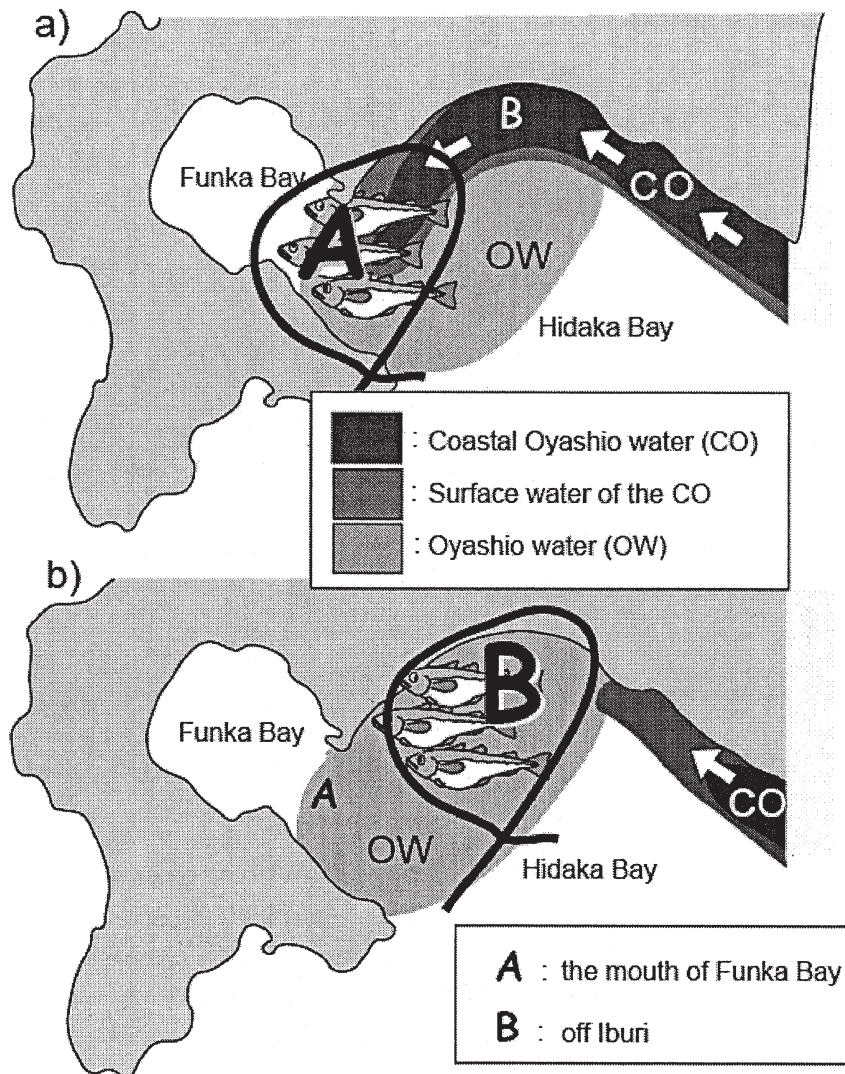 a)
B
Funka Bay
CO
A
OW
Hidaka Bay
: Coastal Oyashio water (CO)
: Surface water of the CO
: Oyashio water (OW)
b)
B
Funka Bay
A
CO
OW
Hidaka Bay
A : the mouth of Funka Bay
B : off Iburi